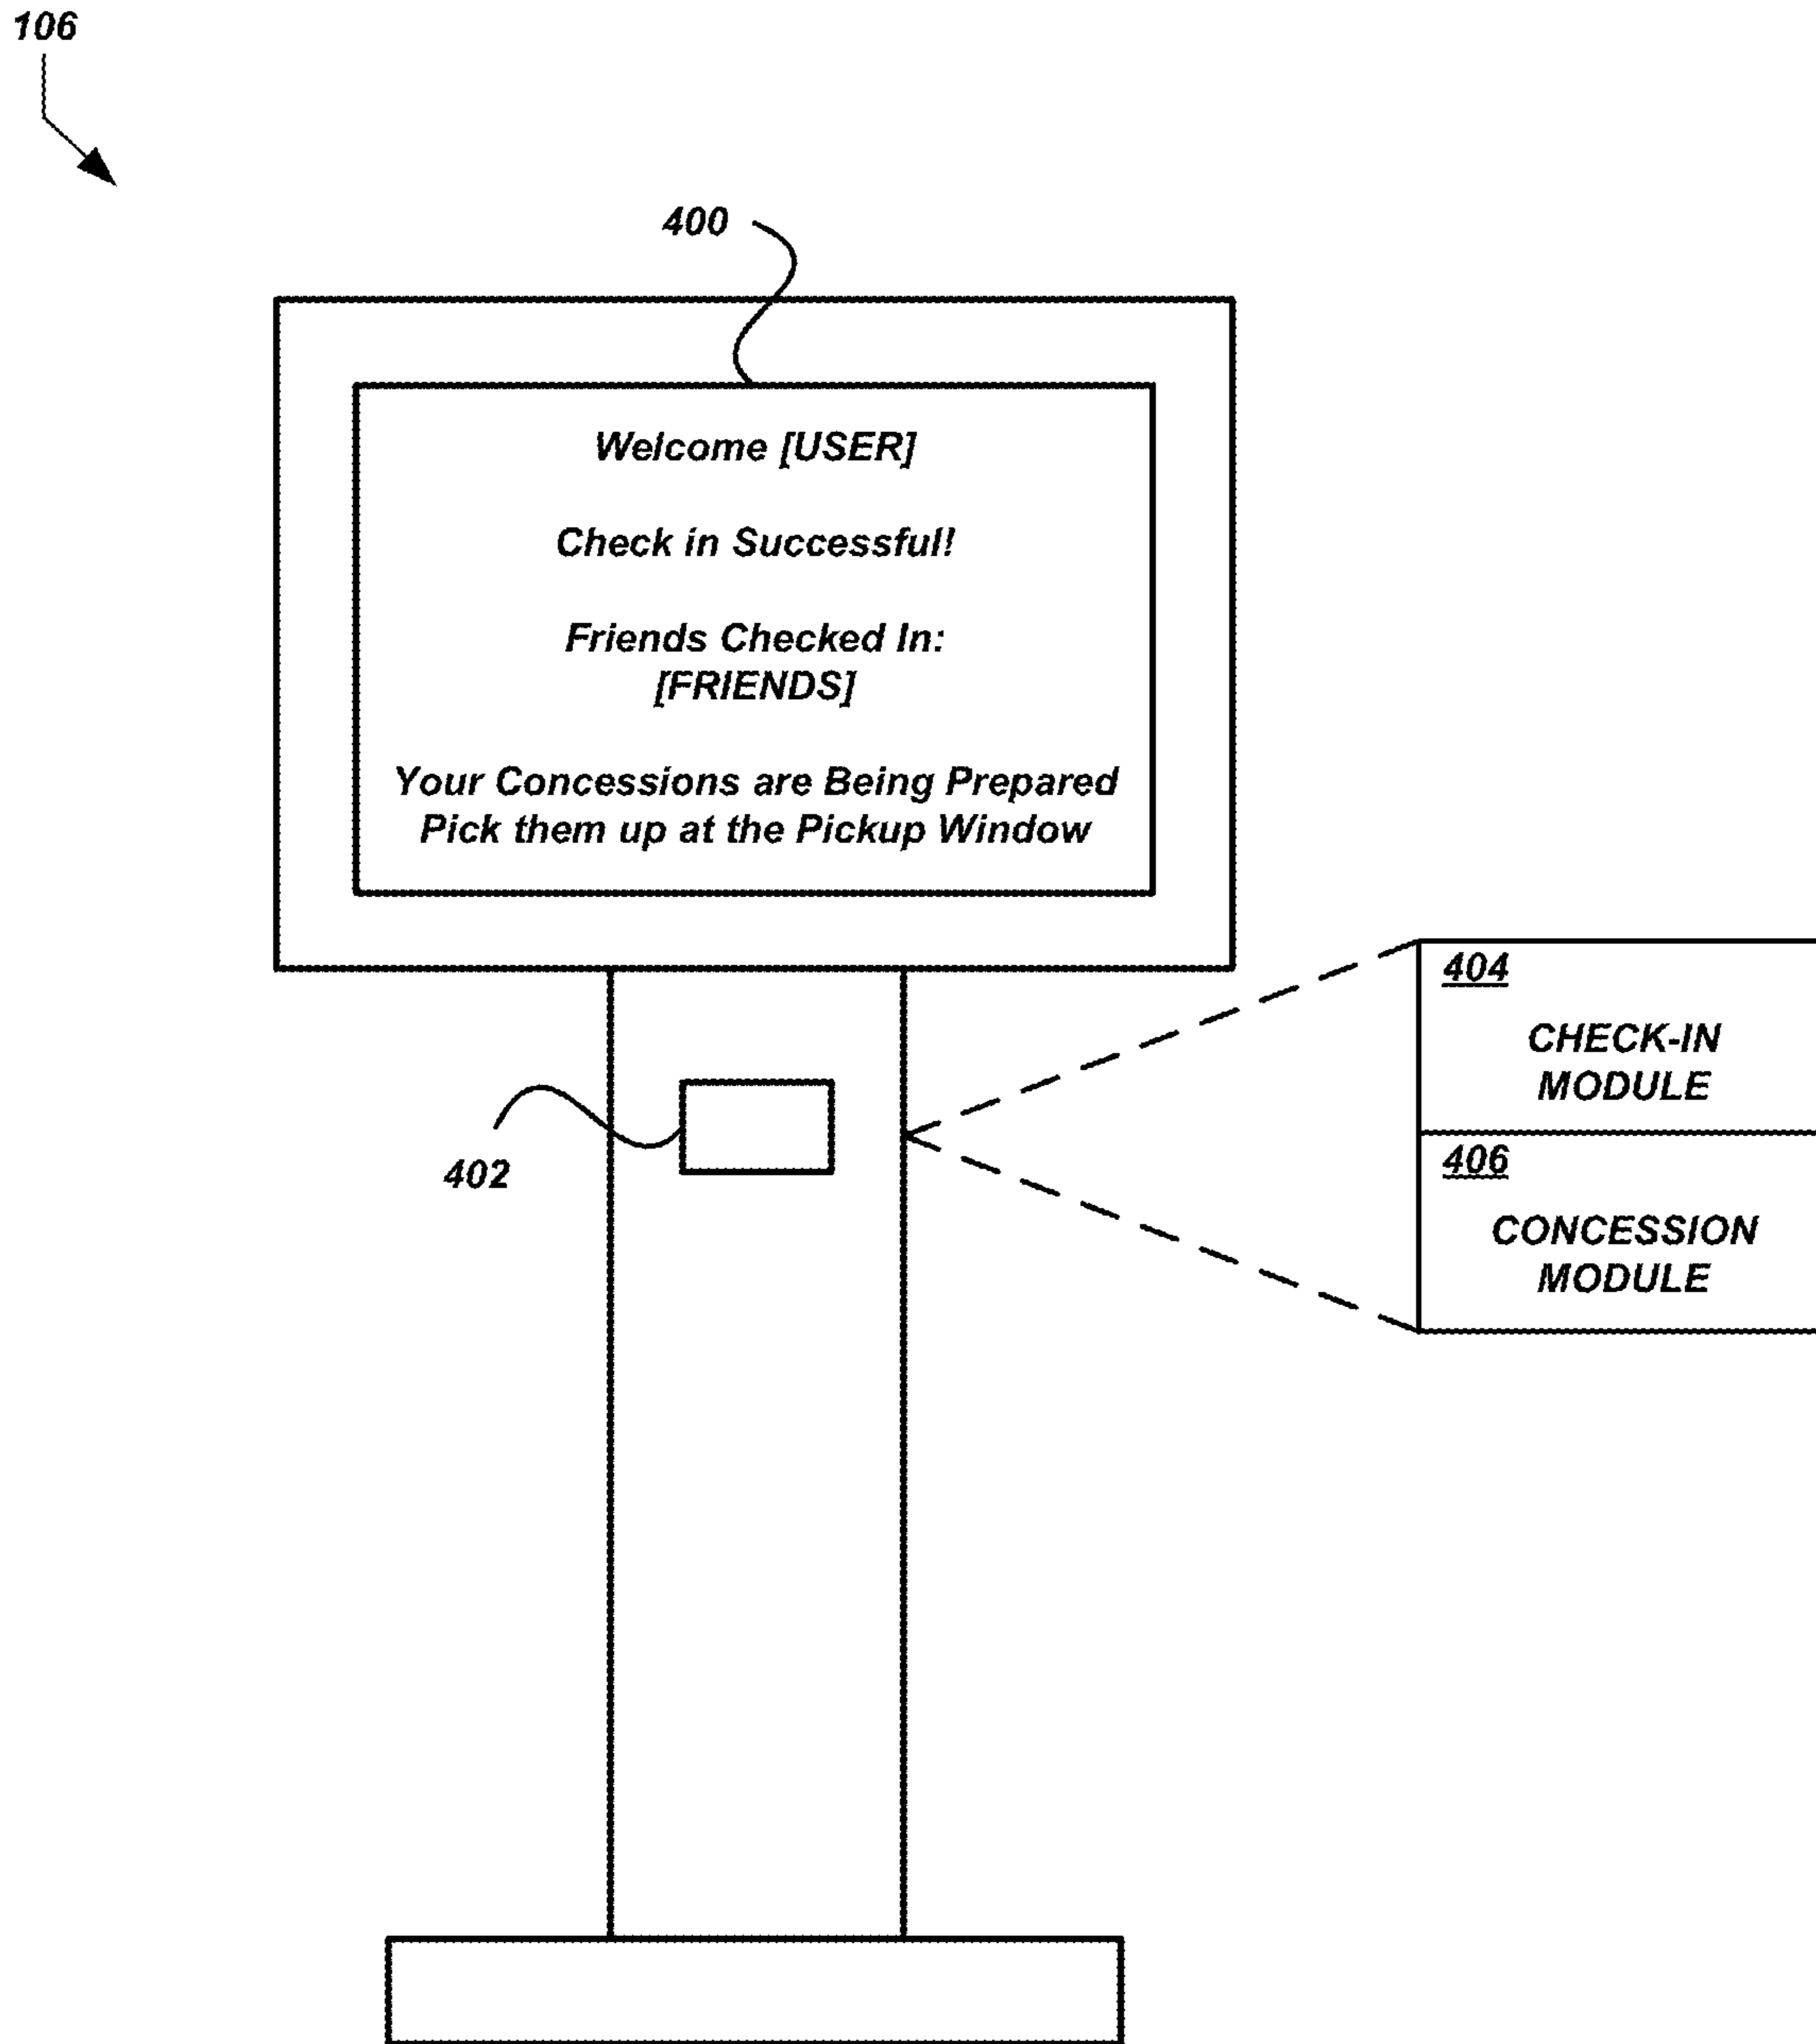 106
400
Welcome [USER]
Check in Successful!
Friends Checked In:
[FRIENDS]
Your Concessions are Being Prepared
Pick them up at the Pickup Window
404
CHECK-IN
MODULE
402
406
CONCESSION
MODULE